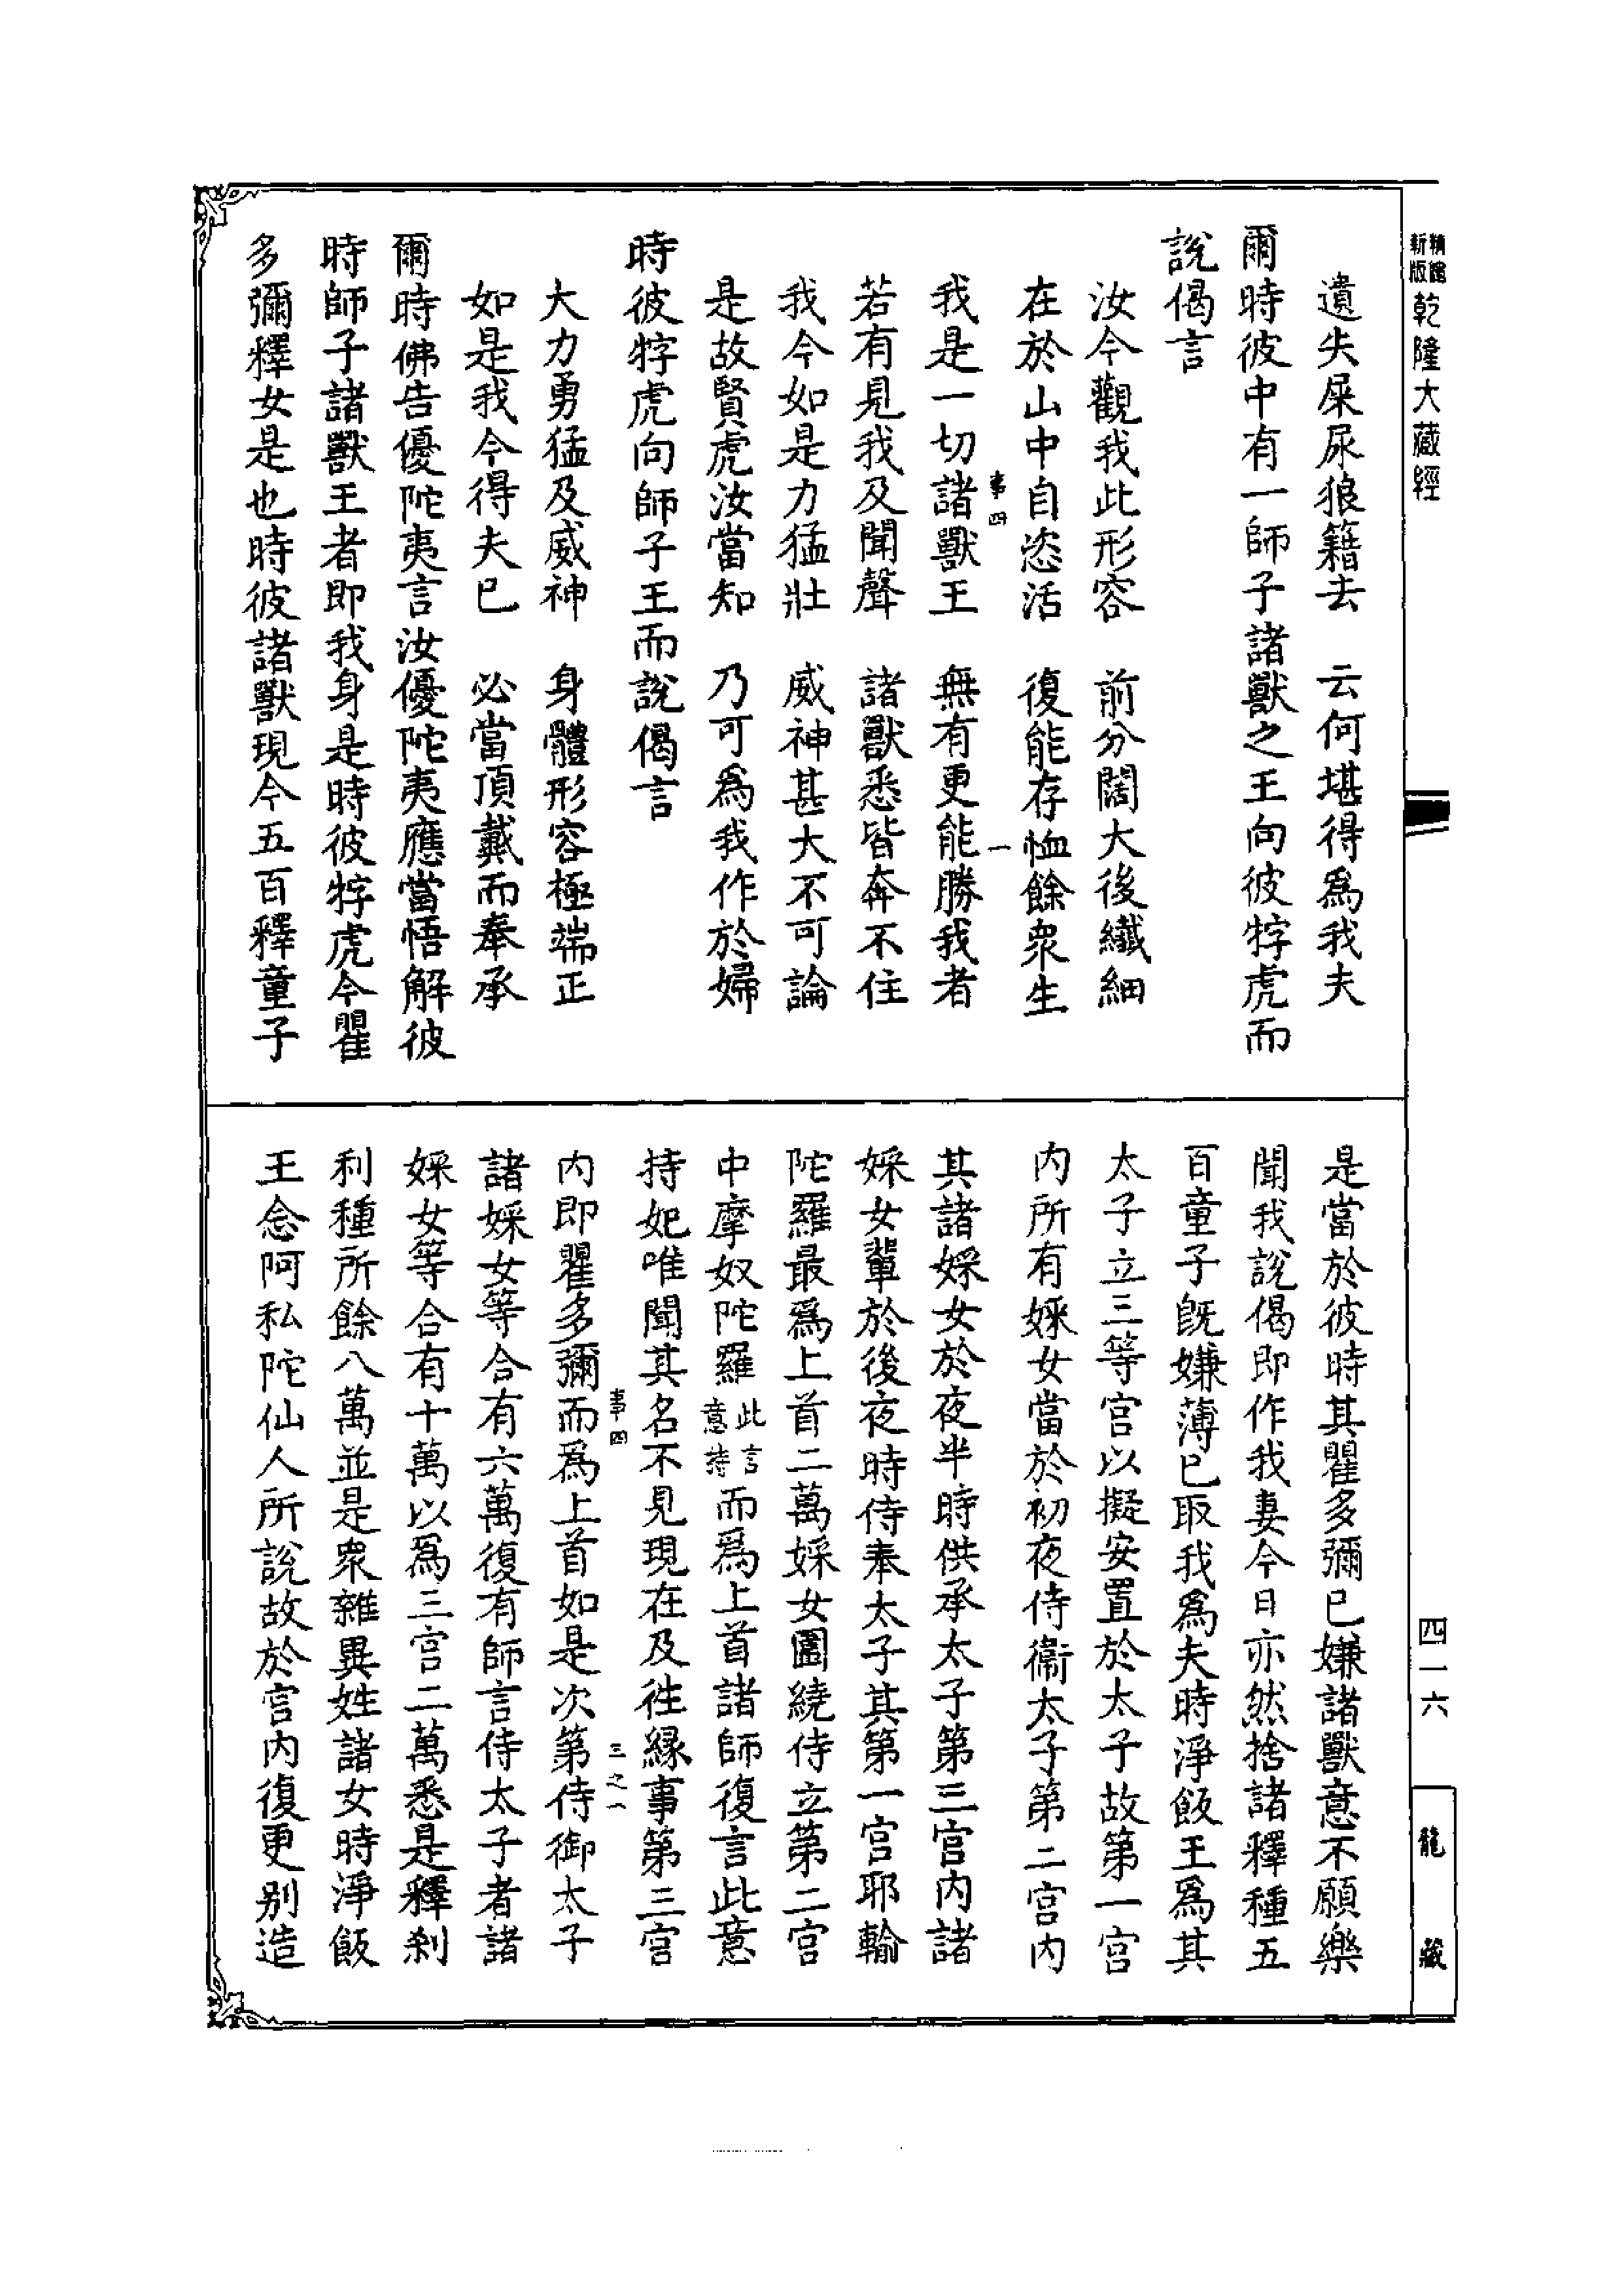 精鐫新版 乾隆大藏經
遺失屎尿狼籍去　云何堪得為我夫
爾時彼中有一師子諸獸之王向彼牸虎而
說偈言
汝今觀我此形容　前分闊大後纖細
在於山中自恣活　復能存恤餘衆生
事四　一
我是一切諸獸王　無有更能勝我者
若有見我及聞聲　諸獸悉皆奔不住
我今如是力猛壯　威神甚大不可論
是故賢虎汝當知　乃可爲我作於婦
時彼牸虎向師子王而說偈言
大力勇猛及威神　身體形容極端正
如是我今得夫已　必當頂戴而奉承
爾時佛告優陀夷言汝優陀夷應當悟解彼
時師子諸獸王者即我身是時彼牸虎今瞿
多彌釋女是也時彼諸獸現今五百釋童子
是當於彼時其瞿多彌已嫌諸獸意不願樂
聞我說偈即作我妻今日亦然捨諸釋種五
百童子既嫌薄已取我爲夫時淨飯王爲其
太子立三等宮以擬安置於太子故第一宮
内所有婇女當於初夜侍衞太子第二宮内
其諸婇女於夜半時供承太子第三宮内諸
婇女輩於後夜時侍奉太子其第一宮耶輸
陀羅最爲上首二萬婇女圍繞侍立第二宮
中摩奴陀羅此言意持而爲上首諸師復言此意
持妃唯聞其名不見現在及徃緣事第三宮
事四　三之一
内即瞿多彌而爲上首如是次第侍御太子
諸婇女等合有六萬復有師言侍太子者諸
婇女等合有十萬以爲三宮二萬悉是釋刹
利種所餘八萬並是衆雜異姓諸女時淨飯
王念阿私陀仙人所說故於宮内復更別造
四一六
龍藏